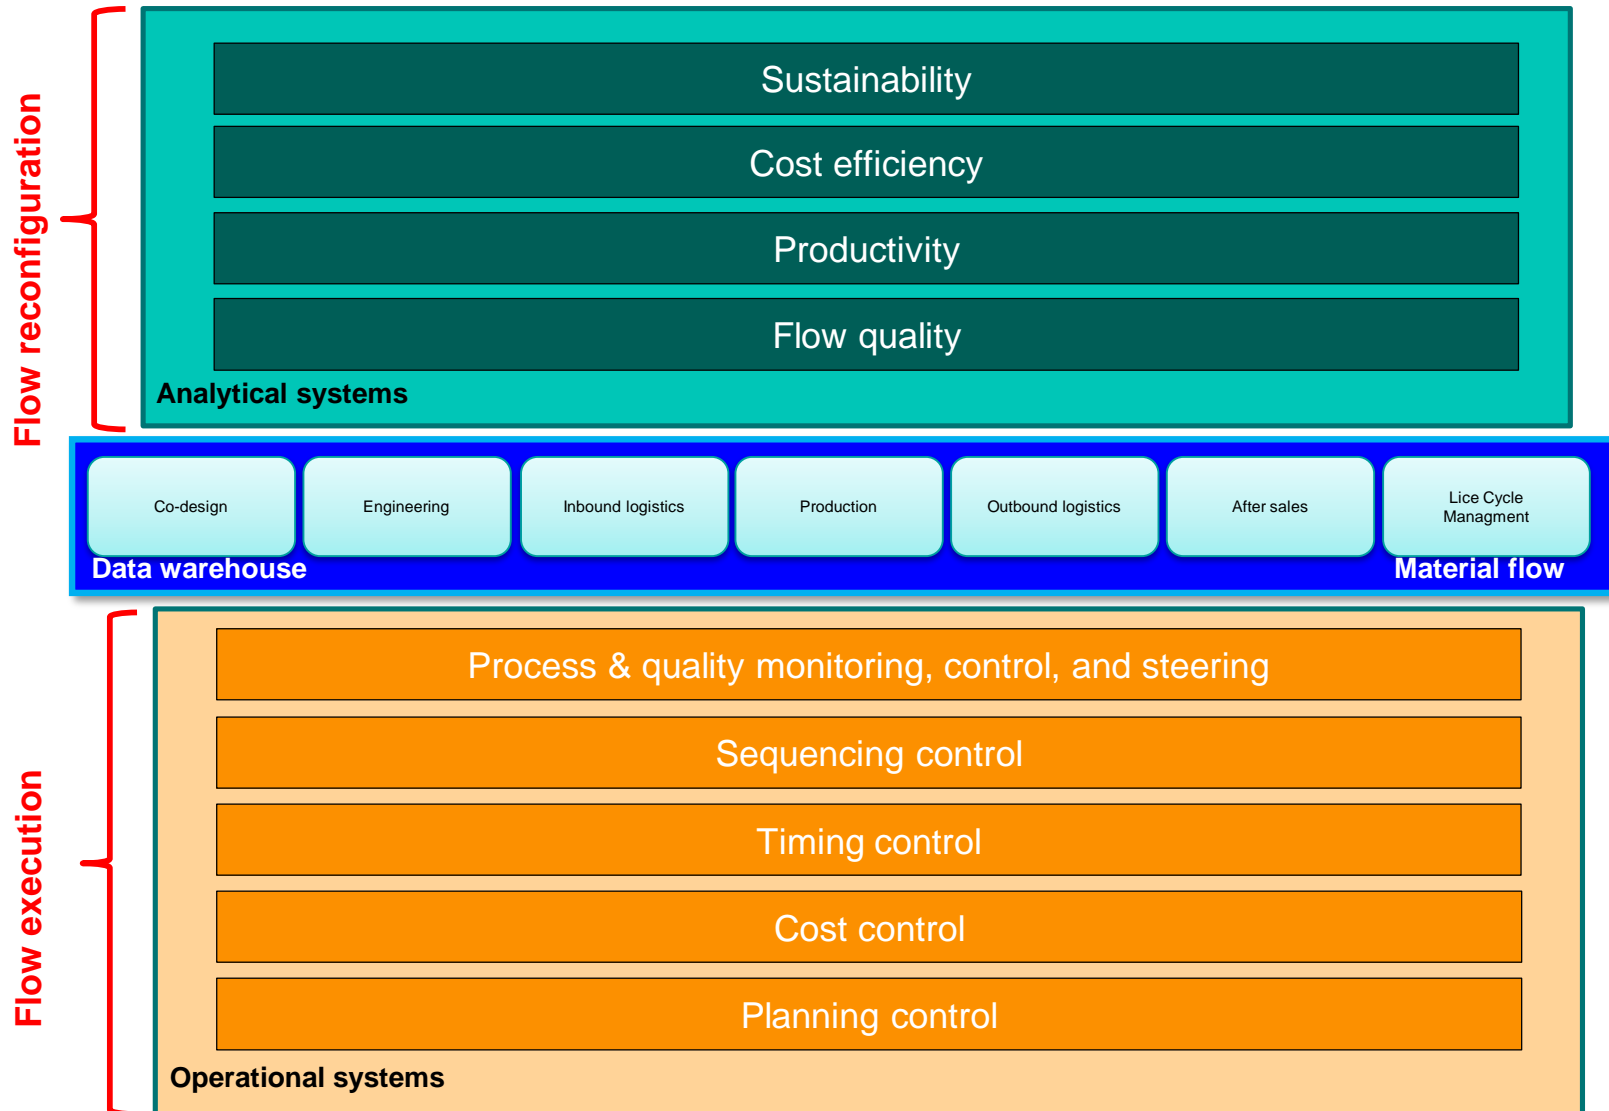 Flow reconfiguration
Sustainability
Cost efficiency
Productivity
Flow quality
Analytical systems
Co-design
Engineering
Inbound logistics
Production
Outbound logistics
After sales
Lice Cycle
Managment
Data warehouse
Material flow
Flow execution
Process & quality monitoring, control, and steering
Sequencing control
Timing control
Cost control
Planning control
Operational systems